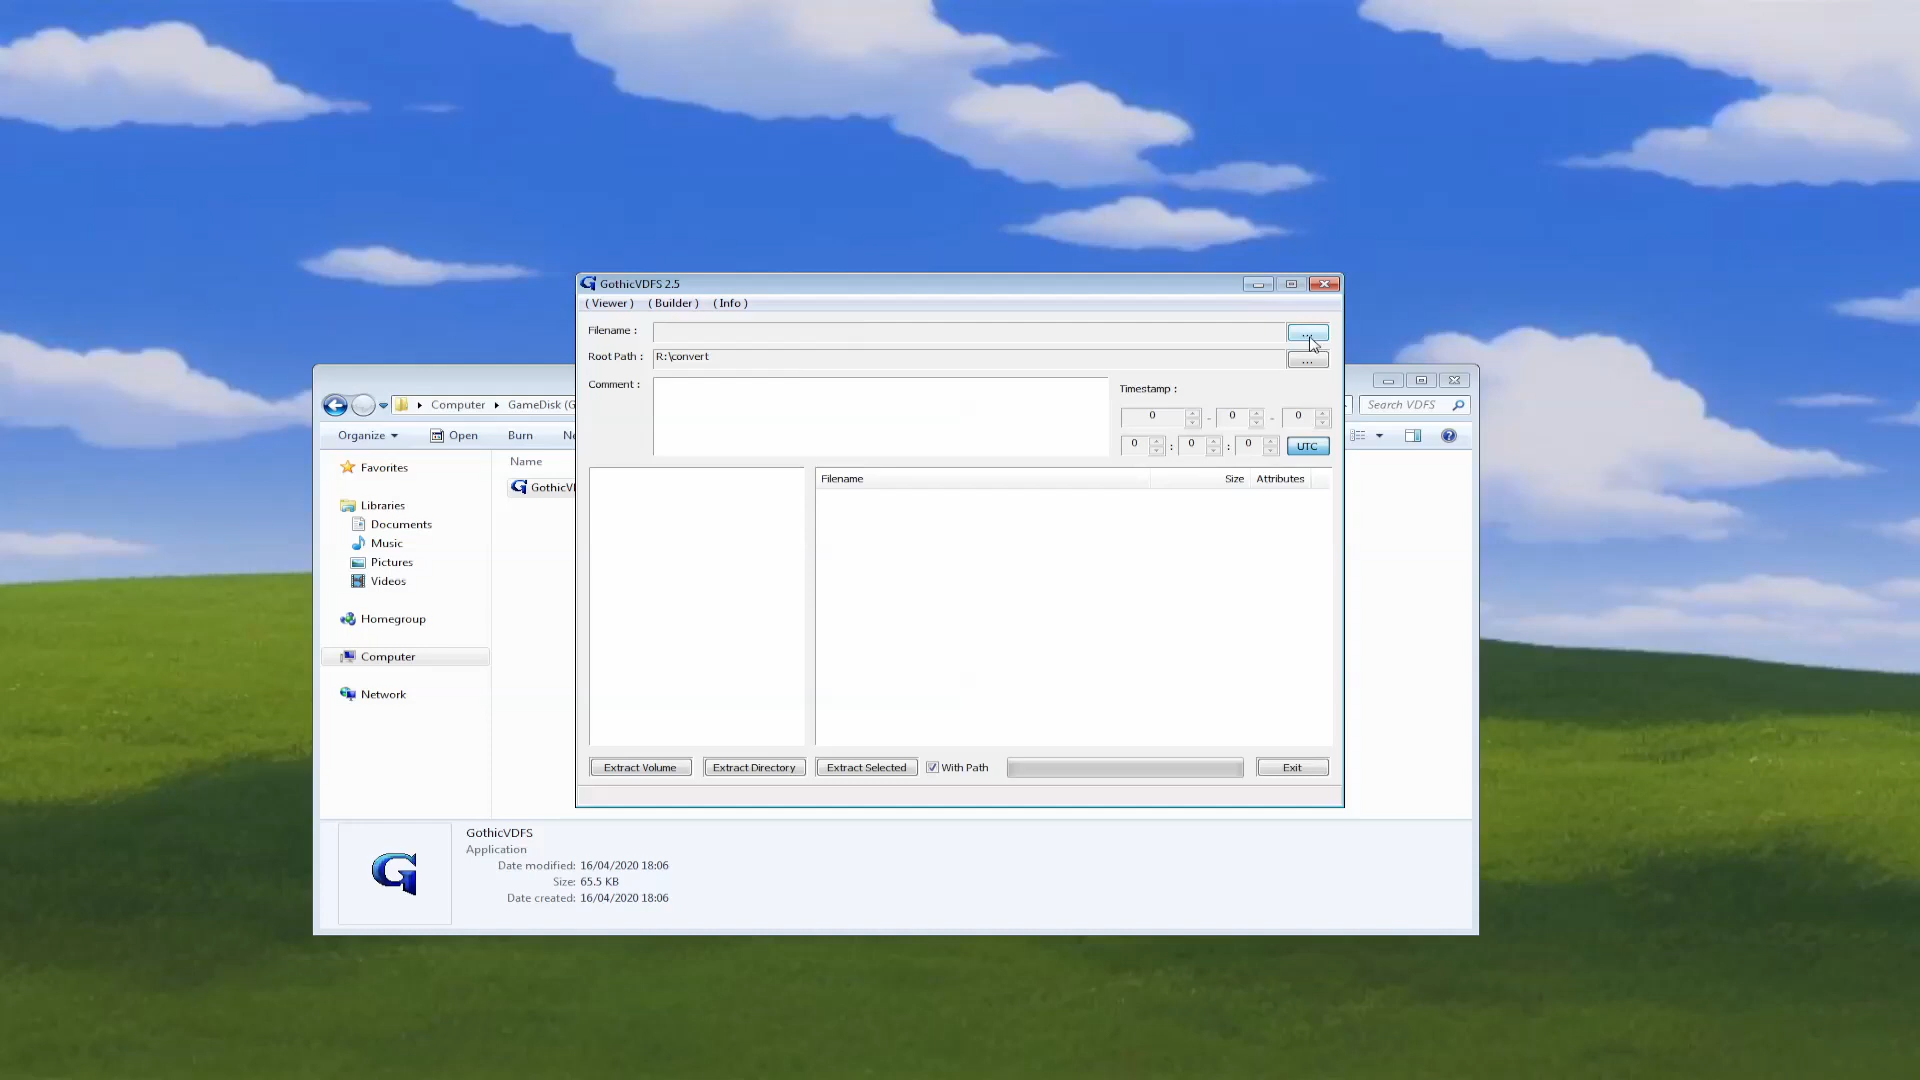 GothicVDFS 2.5
( Viewer ) ( Builder ) ( Info )
Filename :
...
Root Path : R:\convert
...
Comment :
Timestamp :
0 - 0 - 0
0 : 0 : 0 UTC
Filename Size Attributes
Extract Volume Extract Directory Extract Selected With Path Exit
Computer GameDisk (G
Search VDFS
Organize Open Burn Ne
Name
Favorites
Libraries
Documents
Music
Pictures
Videos
Homegroup
Computer
Network
GothicVDFS
Application
Date modified: 16/04/2020 18:06
Size: 65.5 KB
Date created: 16/04/2020 18:06